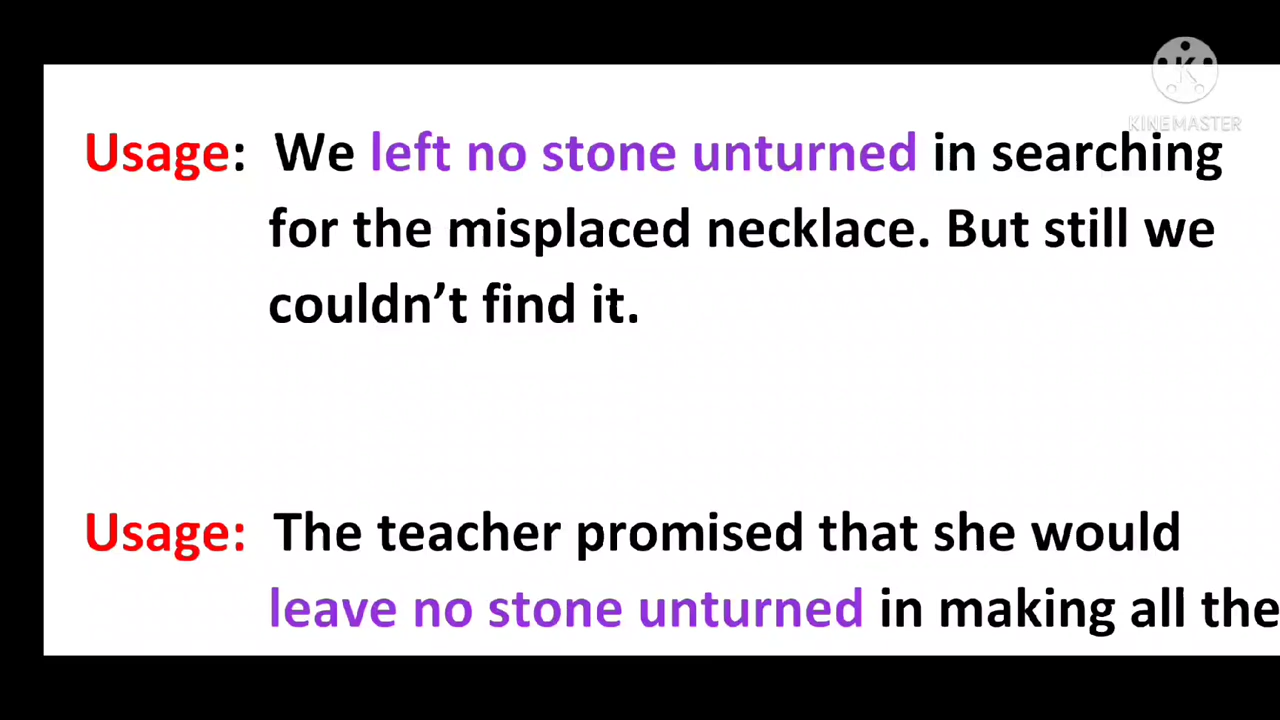 KINEMASTER
Usage: We left no stone unturned in searching
for the misplaced necklace. But still we
couldn’t find it.
Usage: The teacher promised that she would
leave no stone unturned in making all the